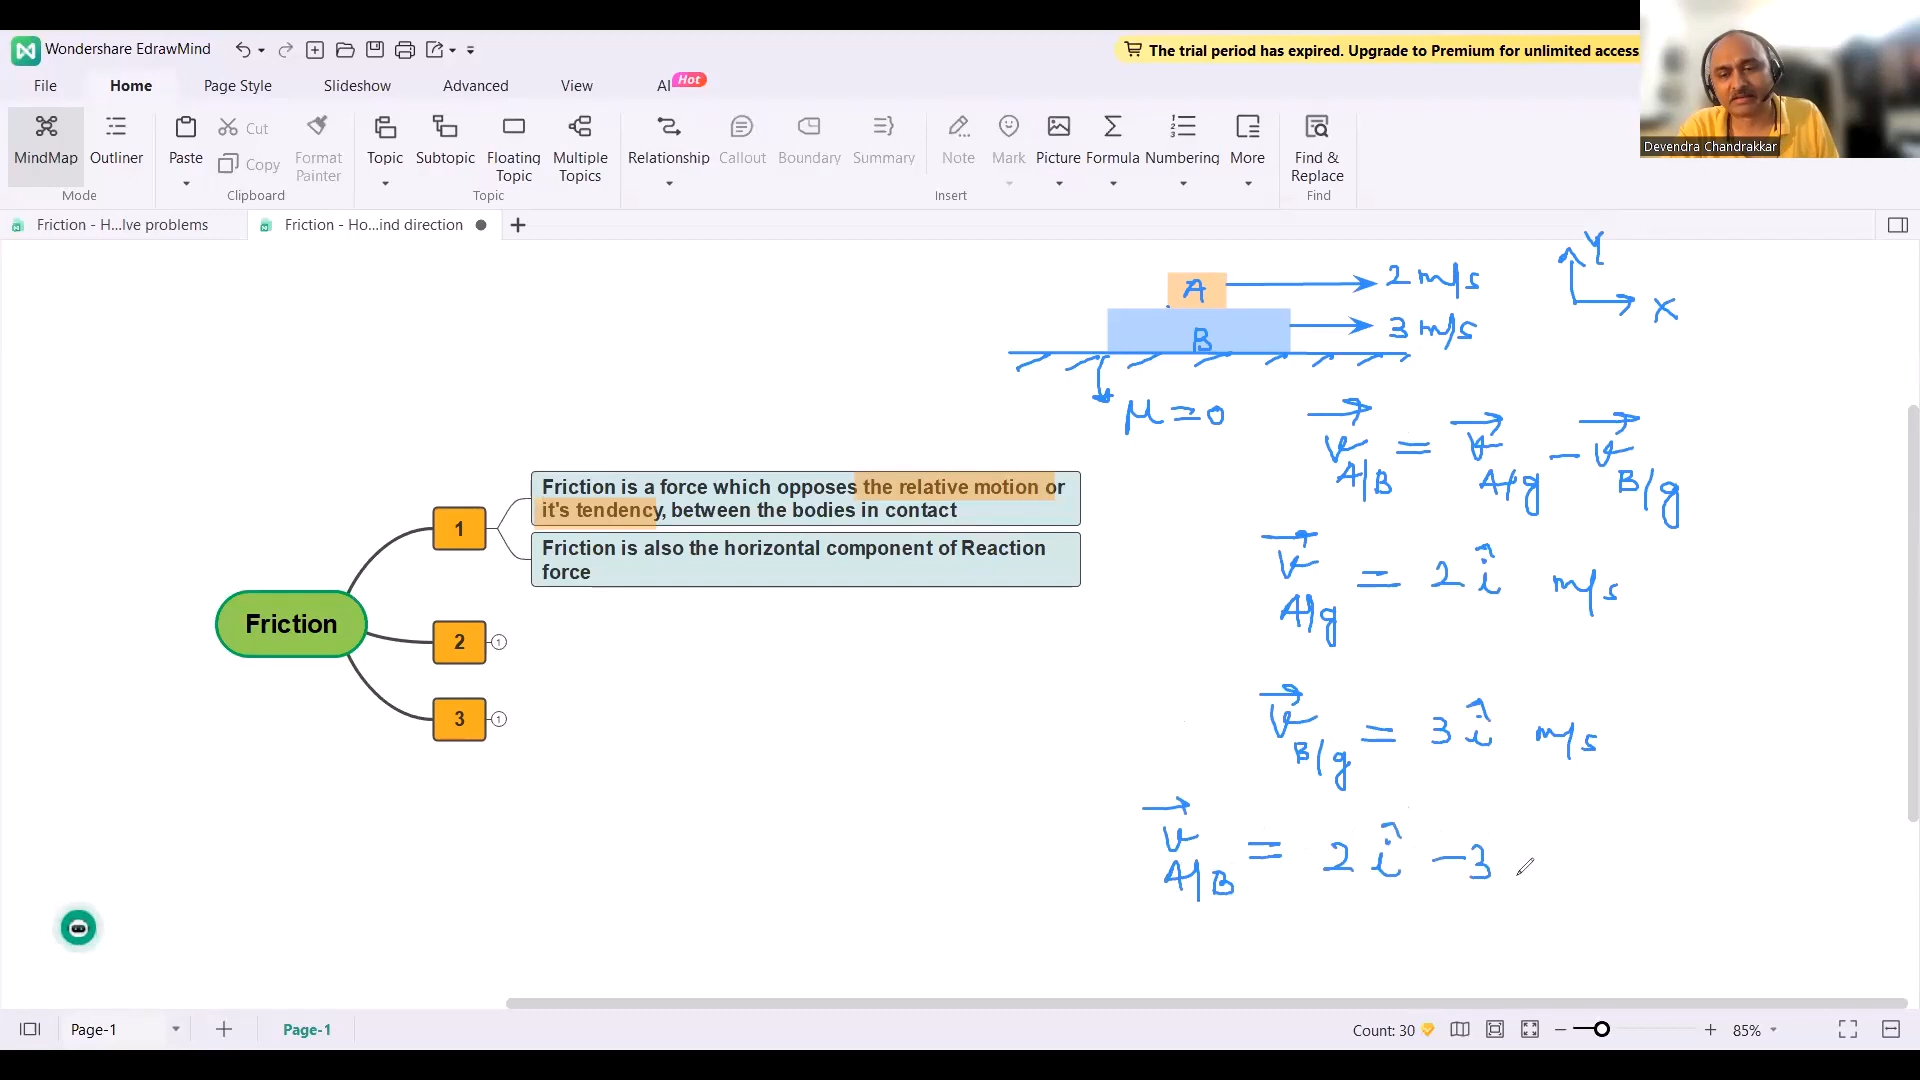 Wondershare EdrawMind
The trial period has expired. Upgrade to Premium for unlimited access
File Home Page Style Slideshow Advanced View AI Hot
MindMap Outliner Paste Cut Copy Format Painter Topic Subtopic Floating Topic Multiple Topics Relationship Callout Boundary Summary Note Mark Picture Formula Numbering More Find & Replace
Mode Clipboard Topic Insert Find
Devendra Chandrakkar
Friction - H...lve problems Friction - Ho...ind direction
A 2 m/s
B 3 m/s
Y
X
μ = 0
v A/B = v A/g - v B/g
v A/g = 2 î m/s
v B/g = 3 î m/s
v A/B = 2 î - 3
Friction
1
Friction is a force which opposes the relative motion or
it's tendency, between the bodies in contact
Friction is also the horizontal component of Reaction
force
2 1
3 1
Page-1 Page-1 Count: 30 85%